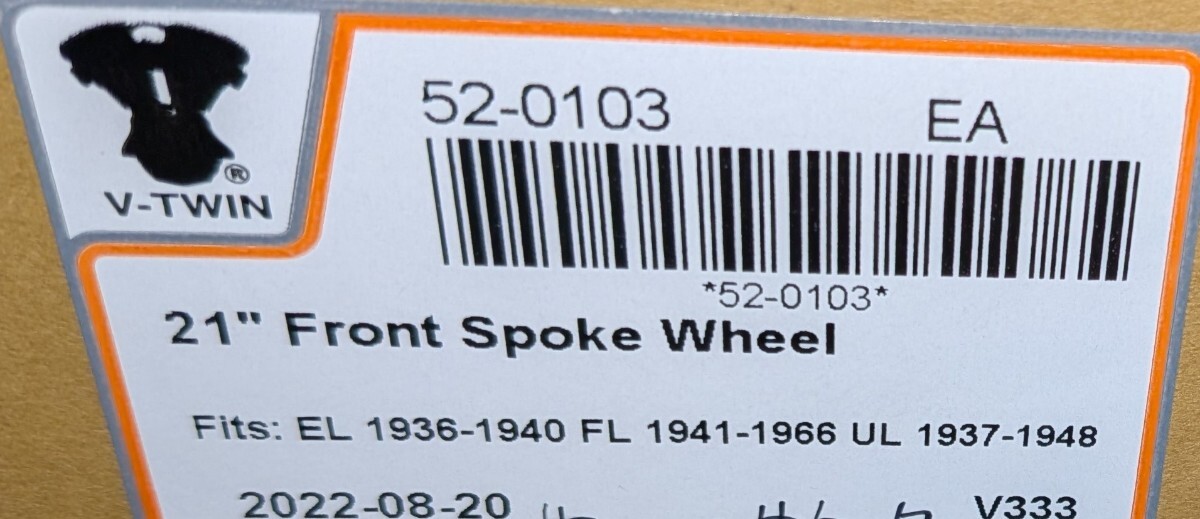 V-TWIN
®
52-0103 EA
*52-0103*
21" Front Spoke Wheel
Fits: EL 1936-1940 FL 1941-1966 UL 1937-1948
2022-08-20 V333